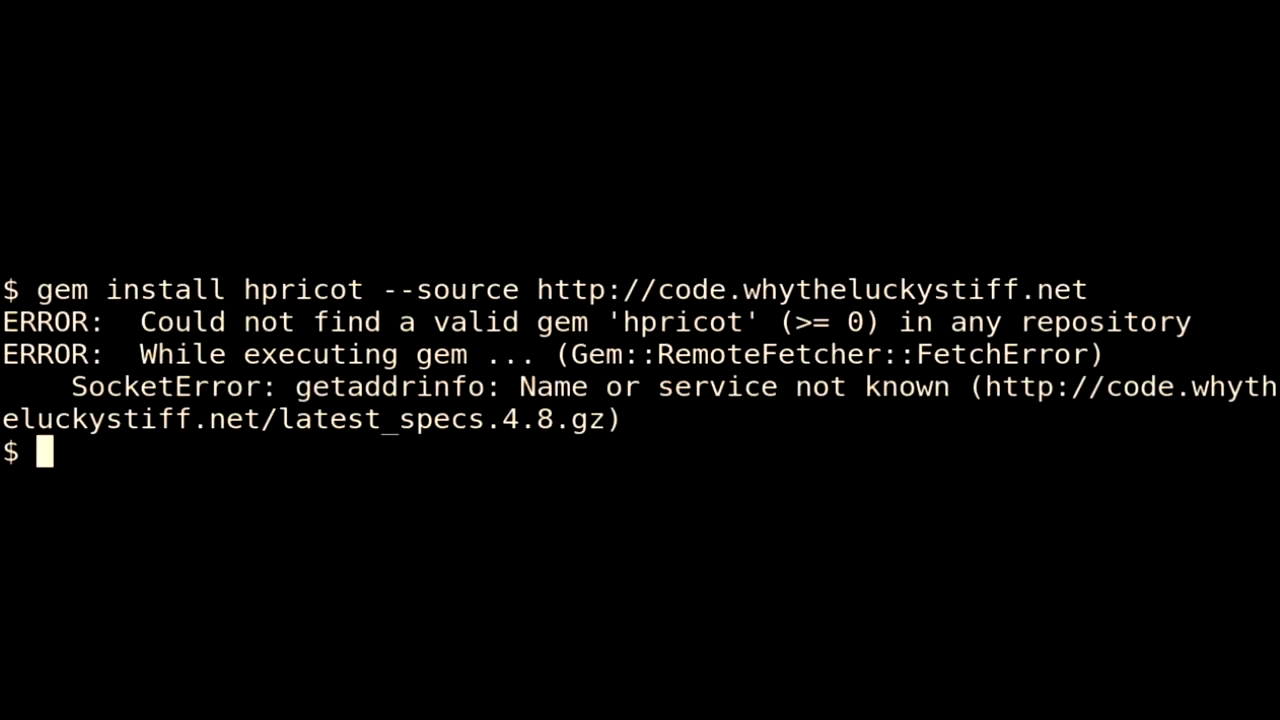 $ gem install hpricot --source http://code.whytheluckystiff.net
ERROR:  Could not find a valid gem 'hpricot' (>= 0) in any repository
ERROR:  While executing gem ... (Gem::RemoteFetcher::FetchError)
    SocketError: getaddrinfo: Name or service not known (http://code.whyth
eluckystiff.net/latest_specs.4.8.gz)
$